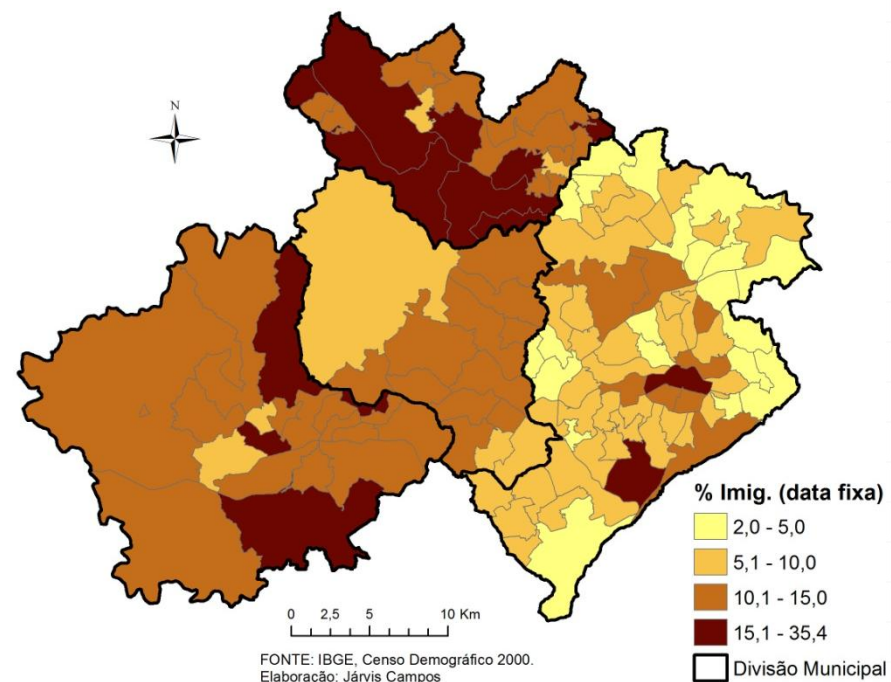 N
% Imig. (data fixa)
2,0 - 5,0
5,1 - 10,0
10,1 - 15,0
15,1 - 35,4
Divisão Municipal
0 2,5 5 10 Km
FONTE: IBGE, Censo Demográfico 2000.
Elaboração: Járvis Campos